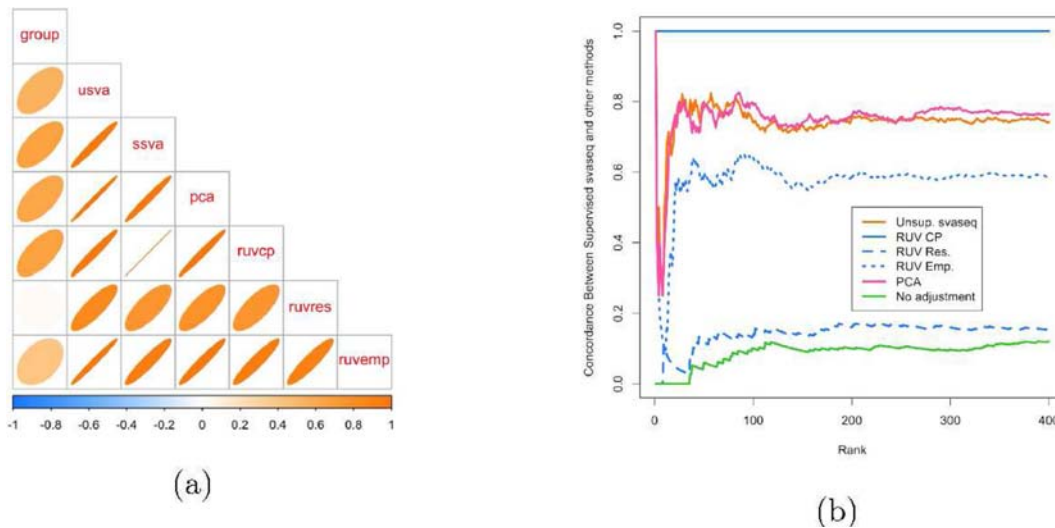 group
usva
ssva
pca
ruvcp
ruvres
ruvemp
-1 -0.8 -0.6 -0.4 -0.2 0 0.2 0.4 0.6 0.8 1
(a)
Concordance Between Supervised svaseq and other methods
1.0
0.8
0.6
0.4
0.2
0.0
Unsup. svaseq
RUV CP
RUV Res.
RUV Emp.
PCA
No adjustment
0 100 200 300 400
Rank
(b)